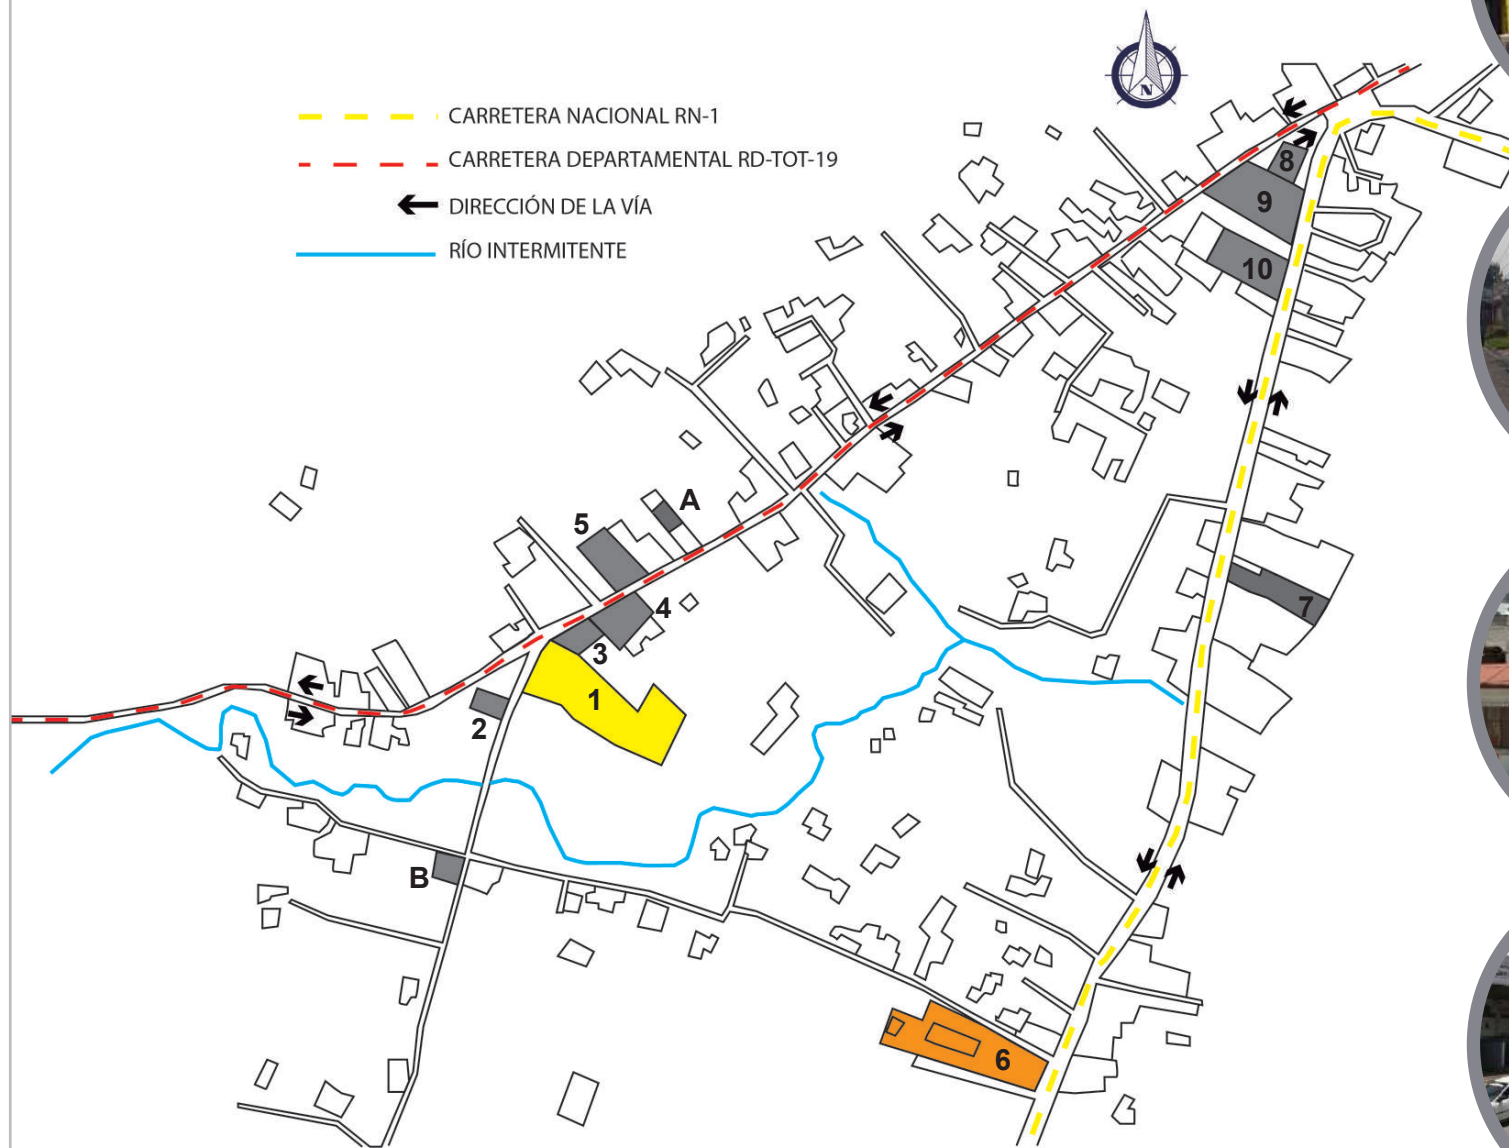 N
CARRETERA NACIONAL RN-1
CARRETERA DEPARTAMENTAL RD-TOT-19
DIRECCIÓN DE LA VÍA
RÍO INTERMITENTE
8
9
10
A
5
4
7
3
1
2
B
6